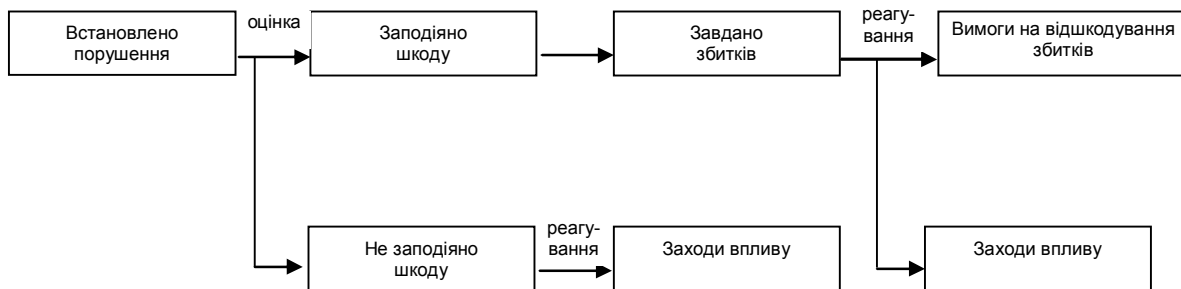 Встановлено
порушення
оцінка
Заподіяно
шкоду
Завдано
збитків
реагу-
вання
Вимоги на відшкодування
збитків
Не заподіяно
шкоду
реагу-
вання
Заходи впливу
Заходи впливу